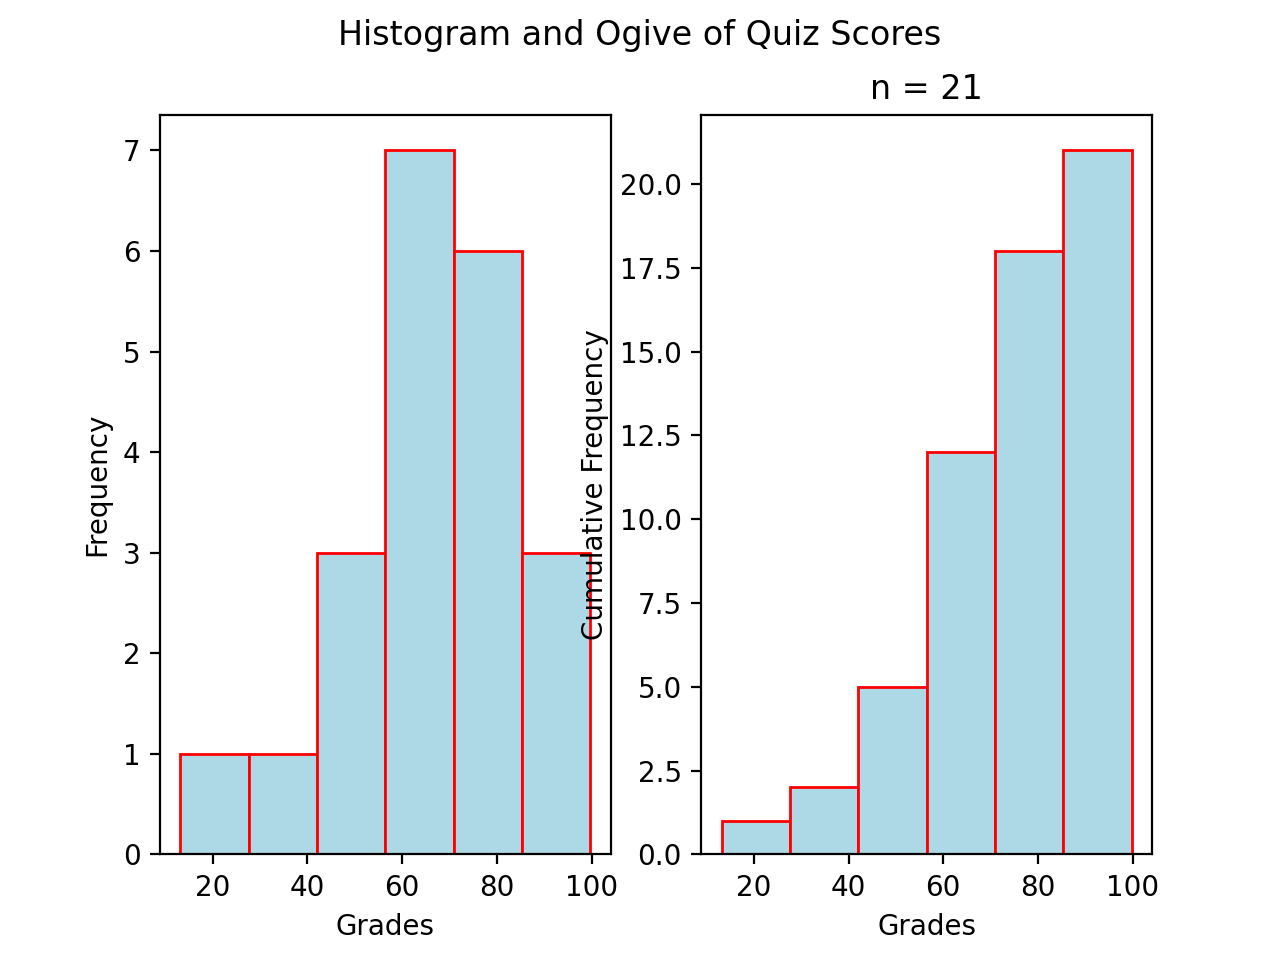 Histogram and Ogive of Quiz Scores
n = 21
Frequency
7
6
5
4
3
2
1
0
20 40 60 80 100
Grades
Cumulative Frequency
20.0
17.5
15.0
12.5
10.0
7.5
5.0
2.5
0.0
20 40 60 80 100
Grades